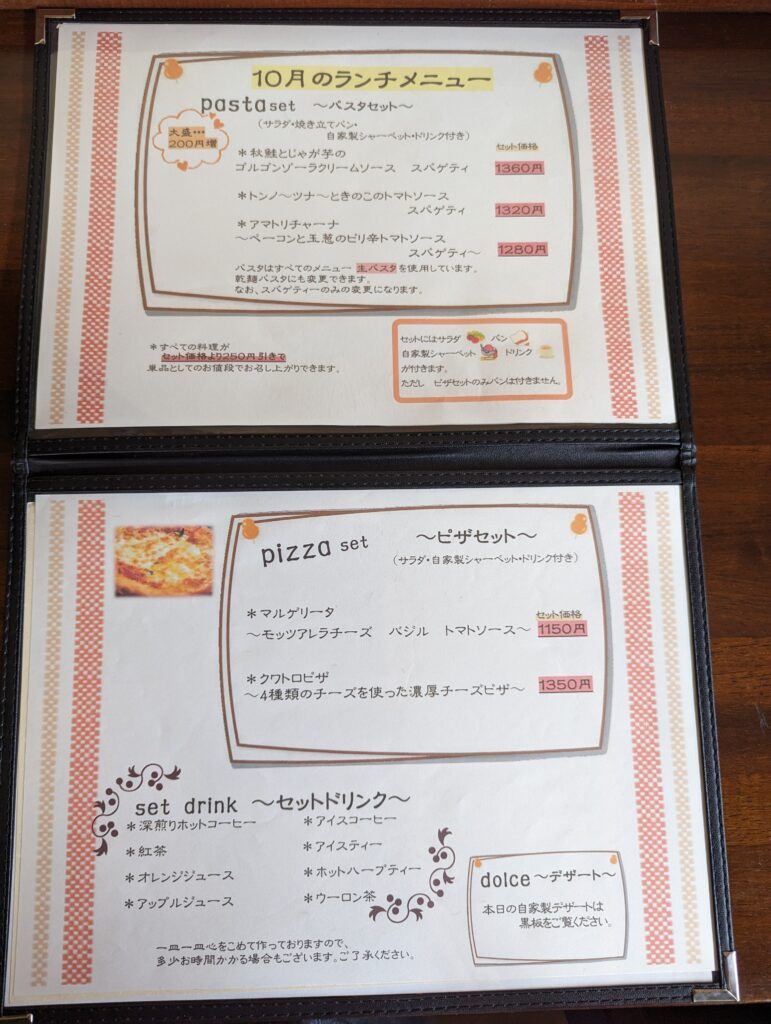 10月のランチメニュー
pasta set ～パスタセット～
(サラダ・焼き立てパン・
自家製シャーベット・ドリンク付き)
大盛…
200円増
セット価格
＊秋鮭とじゃが芋の
ゴルゴンゾーラクリームソース スパゲティ 1360円
＊トンノ～ツナ～ときのこのトマトソース
スパゲティ 1320円
＊アマトリチャーナ
～ベーコンと玉葱のピリ辛トマトソース
スパゲティ～ 1280円
パスタはすべてのメニュー 生パスタを使用しています。
乾麺パスタにも変更できます。
なお、スパゲティーのみの変更になります。
＊すべての料理が
セット価格より250円引きで
単品としてのお値段でお召し上がりできます。
セットにはサラダ パン
自家製シャーベット ドリンク
が付きます。
ただし ピザセットのみパンは付きません。
pizza set ～ピザセット～
(サラダ・自家製シャーベット・ドリンク付き)
＊マルゲリータ セット価格
～モッツアレラチーズ バジル トマトソース～ 1150円
＊クワトロピザ
～4種類のチーズを使った濃厚チーズピザ～ 1350円
set drink ～セットドリンク～
＊深煎りホットコーヒー
＊紅茶
＊オレンジジュース
＊アップルジュース
＊アイスコーヒー
＊アイスティー
＊ホットハーブティー
＊ウーロン茶
dolce～デザート～
本日の自家製デザートは
黒板をご覧ください。
一皿一皿心をこめて作っておりますので、
多少お時間かかる場合もございます。ご了承ください。